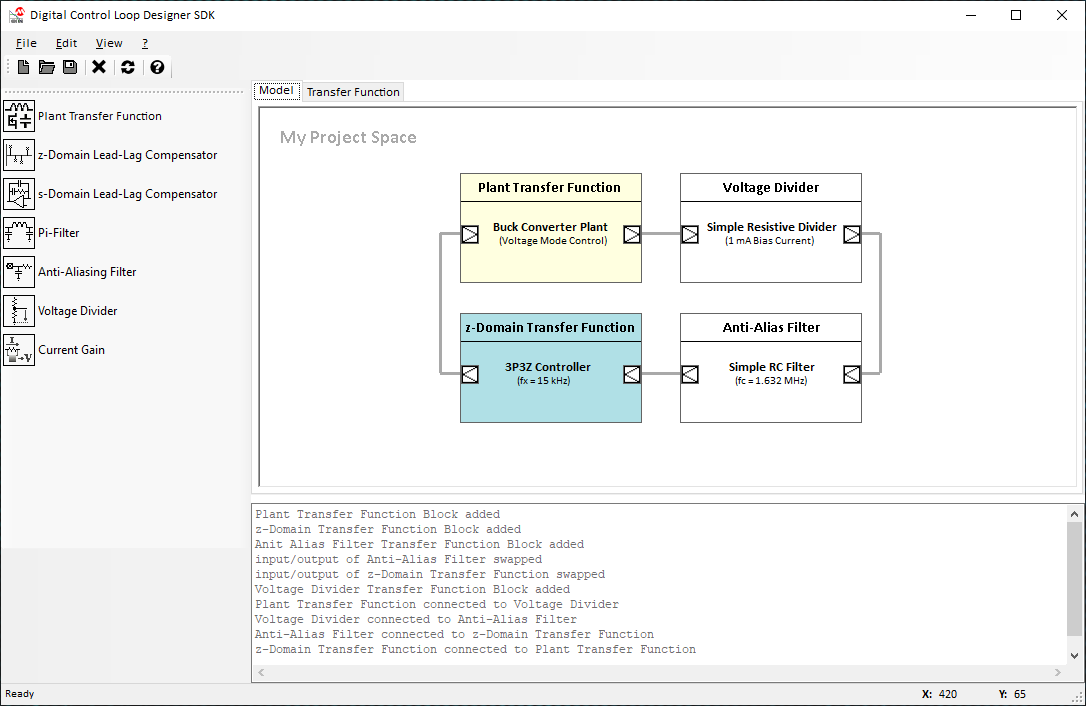 Digital Control Loop Designer SDK
File Edit View ?
Plant Transfer Function
z-Domain Lead-Lag Compensator
s-Domain Lead-Lag Compensator
Pi-Filter
Anti-Aliasing Filter
Voltage Divider
Current Gain
Model Transfer Function
My Project Space
Plant Transfer Function
Buck Converter Plant
(Voltage Mode Control)
Voltage Divider
Simple Resistive Divider
(1 mA Bias Current)
z-Domain Transfer Function
3P3Z Controller
(fx = 15 kHz)
Anti-Alias Filter
Simple RC Filter
(fc = 1.632 MHz)
Plant Transfer Function Block added
z-Domain Transfer Function Block added
Anit Alias Filter Transfer Function Block added
input/output of Anti-Alias Filter swapped
input/output of z-Domain Transfer Function swapped
Voltage Divider Transfer Function Block added
Plant Transfer Function connected to Voltage Divider
Voltage Divider connected to Anti-Alias Filter
Anti-Alias Filter connected to z-Domain Transfer Function
z-Domain Transfer Function connected to Plant Transfer Function
Ready X: 420 Y: 65